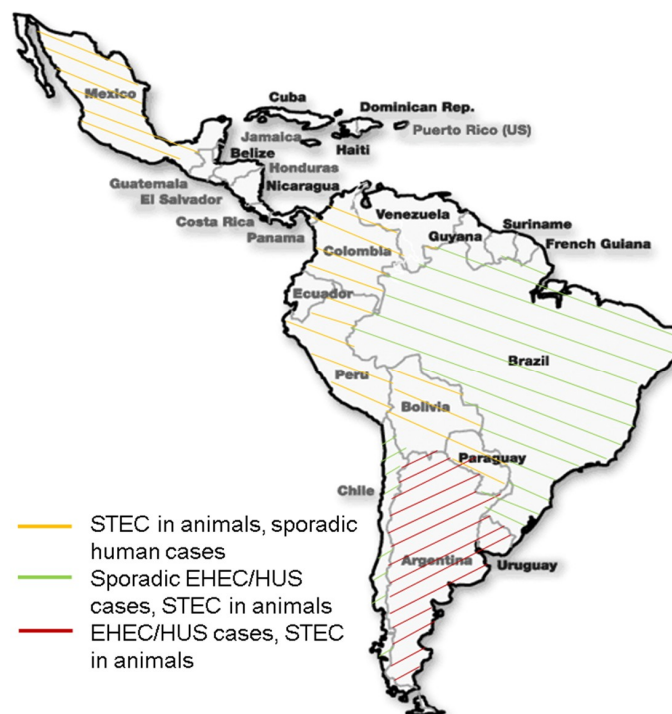 Mexico
Cuba
Dominican Rep.
Jamaica
Puerto Rico (US)
Belize
Haiti
Honduras
Guatemala
Nicaragua
El Salvador
Costa Rica
Panama
Venezuela
Suriname
Guyana
French Guiana
Colombia
Ecuador
Brazil
Peru
Bolivia
Paraguay
Chile
Argentina
Uruguay
STEC in animals, sporadic
human cases
Sporadic EHEC/HUS
cases, STEC in animals
EHEC/HUS cases, STEC
in animals